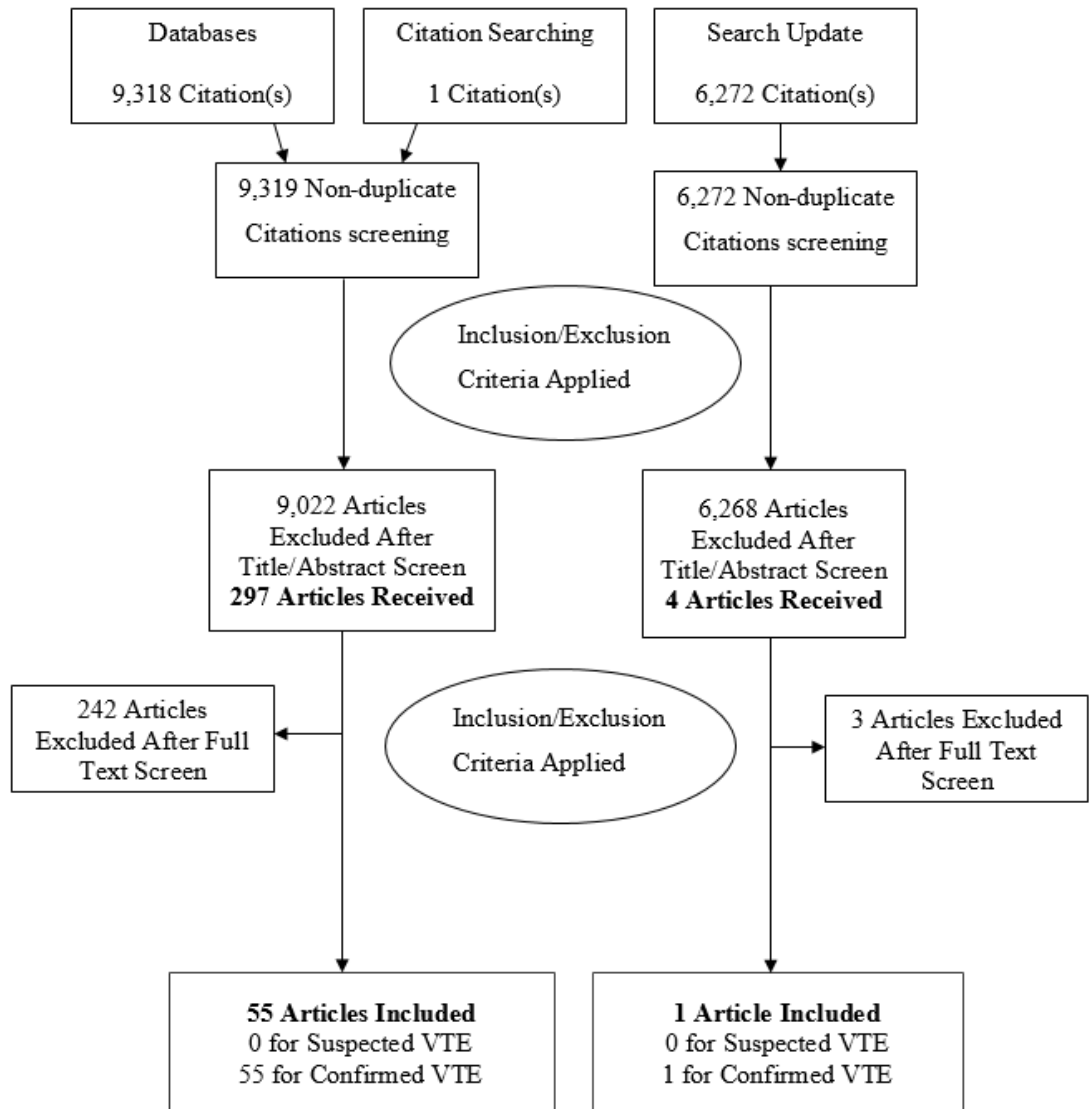 Databases
9,318 Citation(s)
Citation Searching
1 Citation(s)
Search Update
6,272 Citation(s)
9,319 Non-duplicate
Citations screening
6,272 Non-duplicate
Citations screening
Inclusion/Exclusion
Criteria Applied
9,022 Articles
Excluded After
Title/Abstract Screen
297 Articles Received
6,268 Articles
Excluded After
Title/Abstract Screen
4 Articles Received
242 Articles
Excluded After Full
Text Screen
Inclusion/Exclusion
Criteria Applied
3 Articles Excluded
After Full Text
Screen
55 Articles Included
0 for Suspected VTE
55 for Confirmed VTE
1 Article Included
0 for Suspected VTE
1 for Confirmed VTE